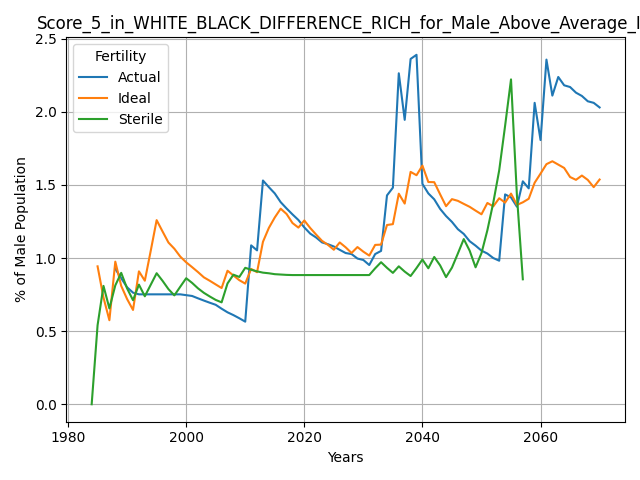 Score_5_in_WHITE_BLACK_DIFFERENCE_RICH_for_Male_Above_Average_I
Fertility
Actual
Ideal
Sterile
% of Male Population
2.5
2.0
1.5
1.0
0.5
0.0
1980
2000
2020
2040
2060
Years